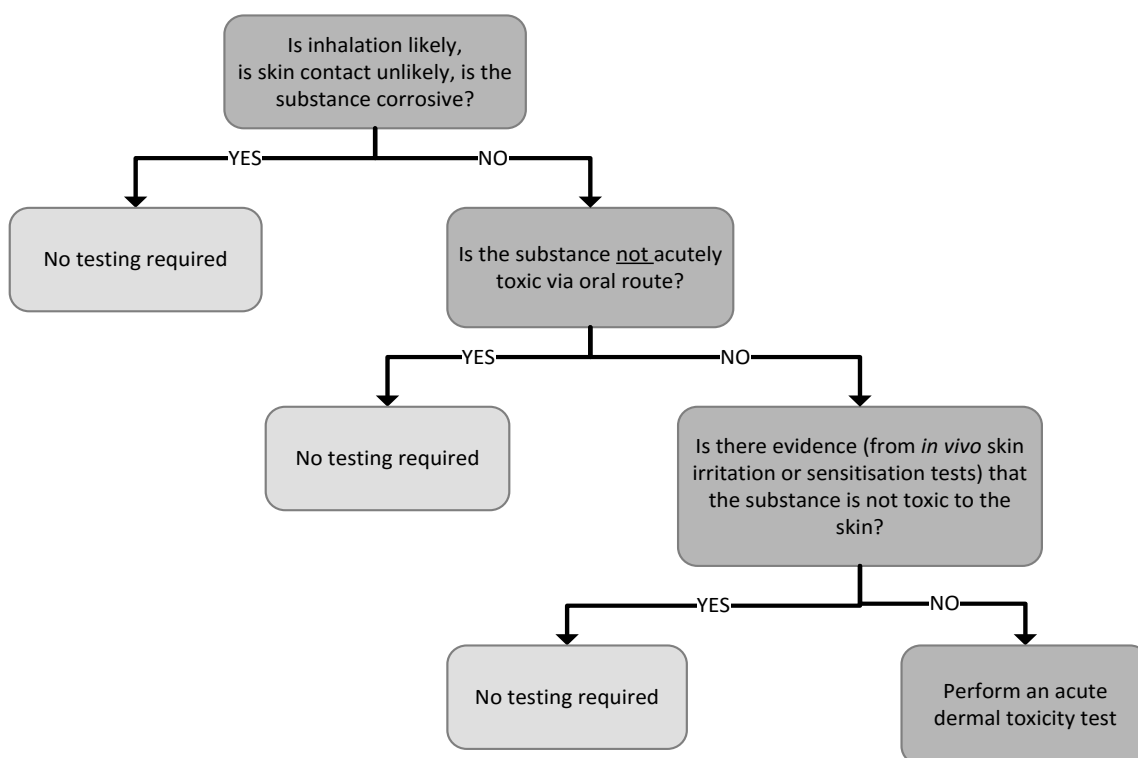 Is inhalation likely,
is skin contact unlikely, is the
substance corrosive?
YES
NO
No testing required
Is the substance not acutely
toxic via oral route?
YES
NO
No testing required
Is there evidence (from in vivo skin
irritation or sensitisation tests) that
the substance is not toxic to the
skin?
YES
NO
No testing required
Perform an acute
dermal toxicity test